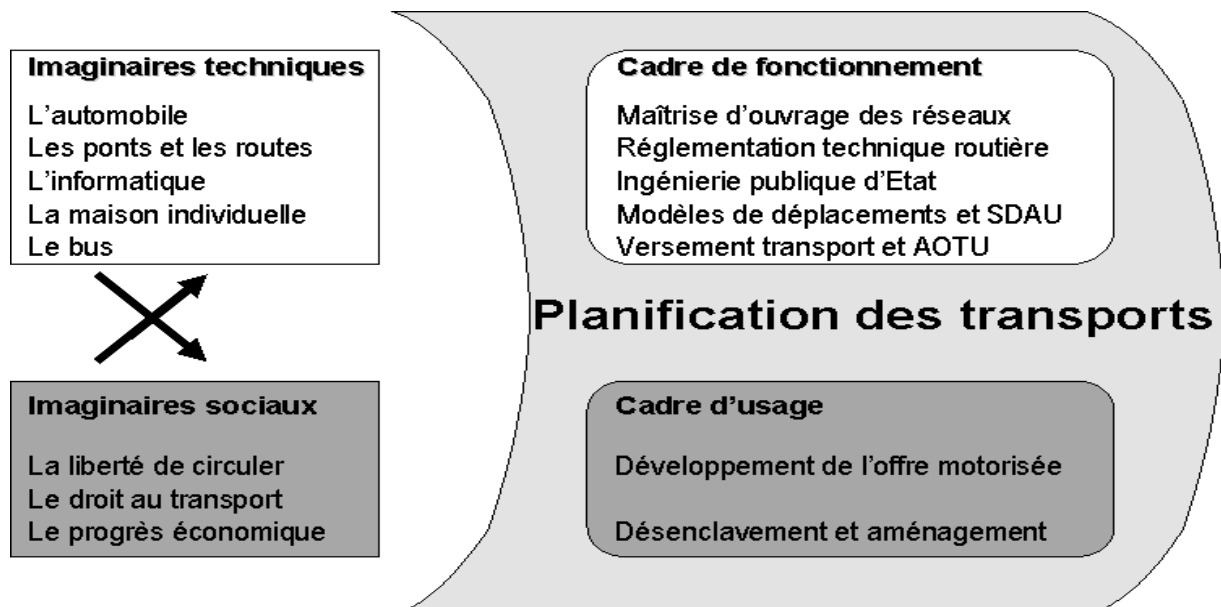 Imaginaires techniques
L'automobile
Les ponts et les routes
L'informatique
La maison individuelle
Le bus
Cadre de fonctionnement
Maîtrise d'ouvrage des réseaux
Réglementation technique routière
Ingénierie publique d'Etat
Modèles de déplacements et SDAU
Versement transport et AOTU
Planification des transports
Imaginaires sociaux
La liberté de circuler
Le droit au transport
Le progrès économique
Cadre d'usage
Développement de l'offre motorisée
Désenclavement et aménagement